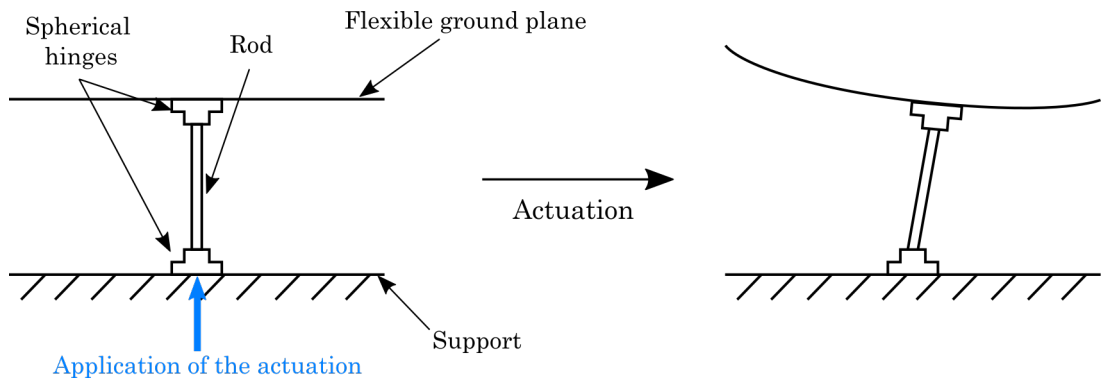 Spherical
hinges
Rod
Flexible ground plane
Actuation
Support
Application of the actuation